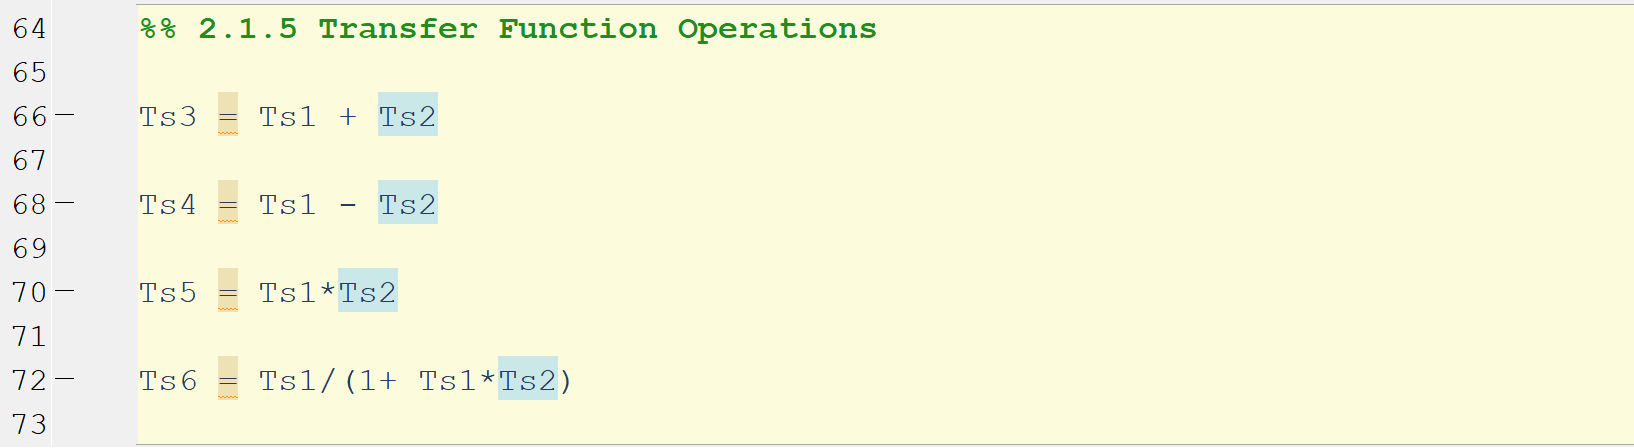 64 %% 2.1.5 Transfer Function Operations
65
66 Ts3 = Ts1 + Ts2
67
68 Ts4 = Ts1 - Ts2
69
70 Ts5 = Ts1*Ts2
71
72 Ts6 = Ts1/(1+ Ts1*Ts2)
73